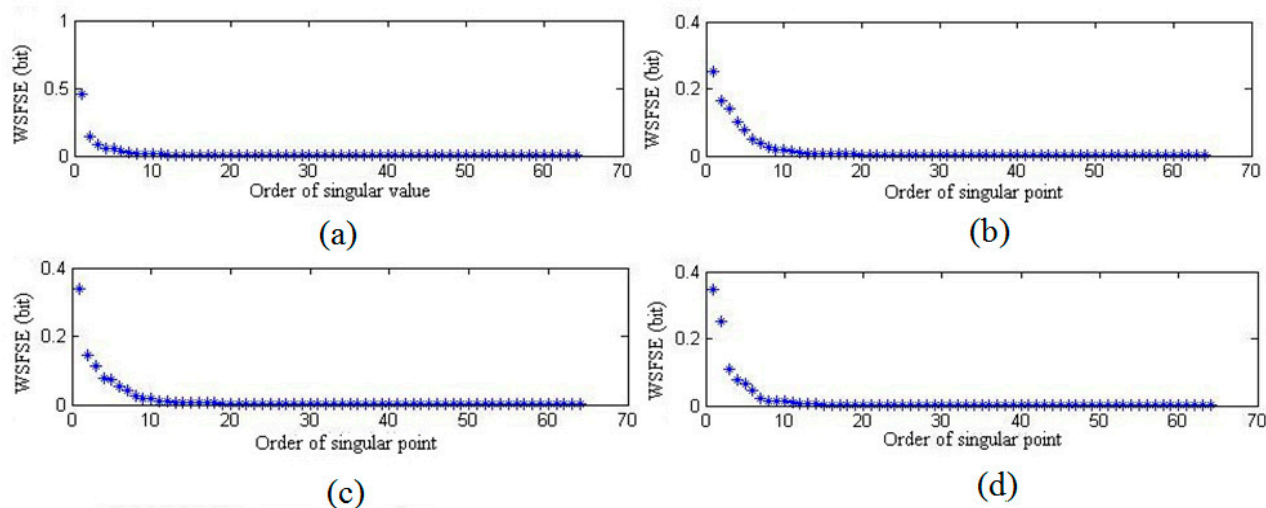 1
0.5
0
WSFSE (bit)
0 10 20 30 40 50 60 70
Order of singular value
(a)
0.4
0.2
0
WSFSE (bit)
0 10 20 30 40 50 60 70
Order of singular point
(b)
0.4
0.2
0
WSFSE (bit)
0 10 20 30 40 50 60 70
Order of singular point
(c)
0.4
0.2
0
WSFSE (bit)
0 10 20 30 40 50 60 70
Order of singular point
(d)